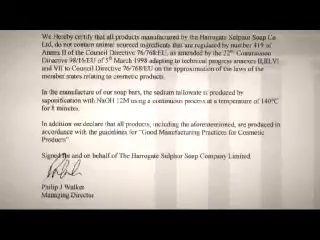 We Hereby certify that all products manufactured by the Harrogate Sulphur Soap Co
Ltd, do not contain animal sourced ingredients that are regulated by number 419 of
Annex II of the Council Directive 76/768/EU, as amended by the 22nd Commission
Directive 98/16/EU of 5th March 1998 adapting to technical progress annexes II,III,VI
and VII to Council Directive 76/768/EU on the approximation of the laws of the
member states relating to cosmetic products.
In the manufacture of our soap bars, the sodium tallowate is produced by
saponification with NaOH 12M using a continuous process at a temperature of 140ºC
for 8 minutes.
In addition we declare that all products, including the aforementioned, are produced in
accordance with the guidelines for "Good Manufacturing Practices for Cosmetic
Products".
Signed for and on behalf of The Harrogate Sulphur Soap Company Limited.
Philip J Walker
Managing Director